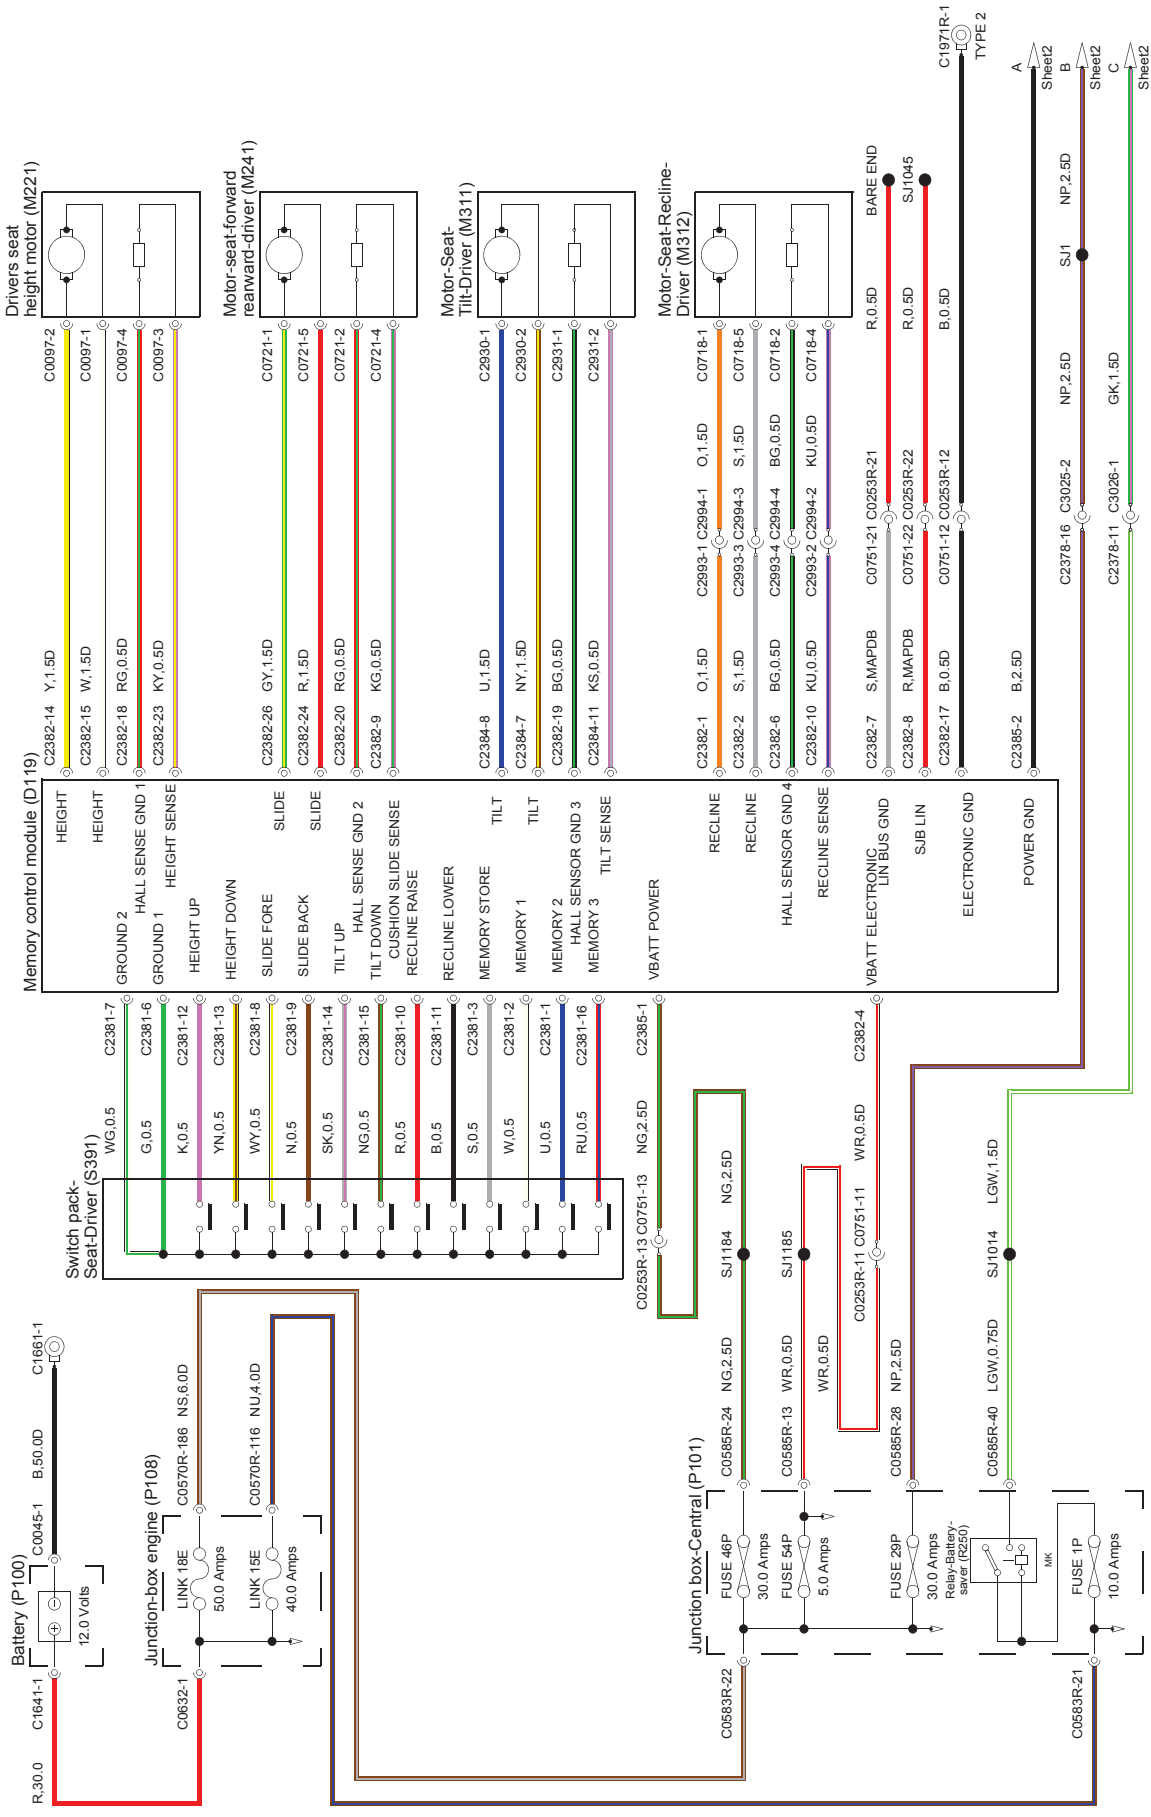 Battery (P100)
12.0 Volts
C1641-1
R,30.0
C0045-1
B,50.0D
C1661-1
Junction-box engine (P108)
C0632-1
LINK 18E
50.0 Amps
C0570R-186
NS,6.0D
LINK 15E
40.0 Amps
C0570R-116
NU,4.0D
Junction box-Central (P101)
C0583R-22
FUSE 46P
30.0 Amps
C0585R-24
NG,2.5D
SJ1184
NG,2.5D
FUSE 54P
5.0 Amps
C0585R-13
WR,0.5D
SJ1185
WR,0.5D
FUSE 29P
30.0 Amps
C0585R-28
NP,2.5D
Relay-Battery-
saver (R250)
MK
C0585R-40
LGW,0.75D
SJ1014
LGW,1.5D
FUSE 1P
10.0 Amps
C0583R-21
C0253R-13
C0751-13
NG,2.5D
C2385-1
C0253R-11
C0751-11
WR,0.5D
C2382-4
Switch pack-
Seat-Driver (S391)
WG,0.5
C2381-7
G,0.5
C2381-6
K,0.5
C2381-12
YN,0.5
C2381-13
WY,0.5
C2381-8
N,0.5
C2381-9
SK,0.5
C2381-14
NG,0.5
C2381-15
R,0.5
C2381-10
B,0.5
C2381-11
S,0.5
C2381-3
W,0.5
C2381-2
U,0.5
C2381-1
RU,0.5
C2381-16
Memory control module (D119)
GROUND 2
GROUND 1
HEIGHT UP
HEIGHT DOWN
SLIDE FORE
SLIDE BACK
TILT UP
TILT DOWN
RECLINE RAISE
RECLINE LOWER
MEMORY STORE
MEMORY 1
MEMORY 2
MEMORY 3
VBATT POWER
VBATT ELECTRONIC
HEIGHT
HEIGHT
HALL SENSE GND 1
HEIGHT SENSE
SLIDE
SLIDE
HALL SENSE GND 2
CUSHION SLIDE SENSE
TILT
TILT
HALL SENSOR GND 3
TILT SENSE
RECLINE
RECLINE
HALL SENSOR GND 4
RECLINE SENSE
LIN BUS GND
SJB LIN
ELECTRONIC GND
POWER GND
C2382-14
Y,1.5D
C0097-2
C2382-15
W,1.5D
C0097-1
C2382-18
RG,0.5D
C0097-4
C2382-23
KY,0.5D
C0097-3
Drivers seat
height motor (M221)
C2382-26
GY,1.5D
C0721-1
C2382-24
R,1.5D
C0721-5
C2382-20
RG,0.5D
C0721-2
C2382-9
KG,0.5D
C0721-4
Motor-seat-forward
rearward-driver (M241)
C2384-8
U,1.5D
C2930-1
C2384-7
NY,1.5D
C2930-2
C2382-19
BG,0.5D
C2931-1
C2384-11
KS,0.5D
C2931-2
Motor-Seat-
Tilt-Driver (M311)
C2382-1
O,1.5D
C2993-1
C2994-1
O,1.5D
C0718-1
C2382-2
S,1.5D
C2993-3
C2994-3
S,1.5D
C0718-5
C2382-6
BG,0.5D
C2993-4
C2994-4
BG,0.5D
C0718-2
C2382-10
KU,0.5D
C2993-2
C2994-2
KU,0.5D
C0718-4
Motor-Seat-Recline-
Driver (M312)
C2382-7
S,MAPDB
C0751-21
C0253R-21
R,0.5D
BARE END
C2382-8
R,MAPDB
C0751-22
C0253R-22
R,0.5D
SJ1045
C2382-17
B,0.5D
C0751-12
C0253R-12
B,0.5D
C1971R-1
TYPE 2
C2385-2
B,2.5D
A
Sheet2
C2378-16
C3025-2
NP,2.5D
SJ1
NP,2.5D
B
Sheet2
C2378-11
C3026-1
GK,1.5D
C
Sheet2
WR,0.5D